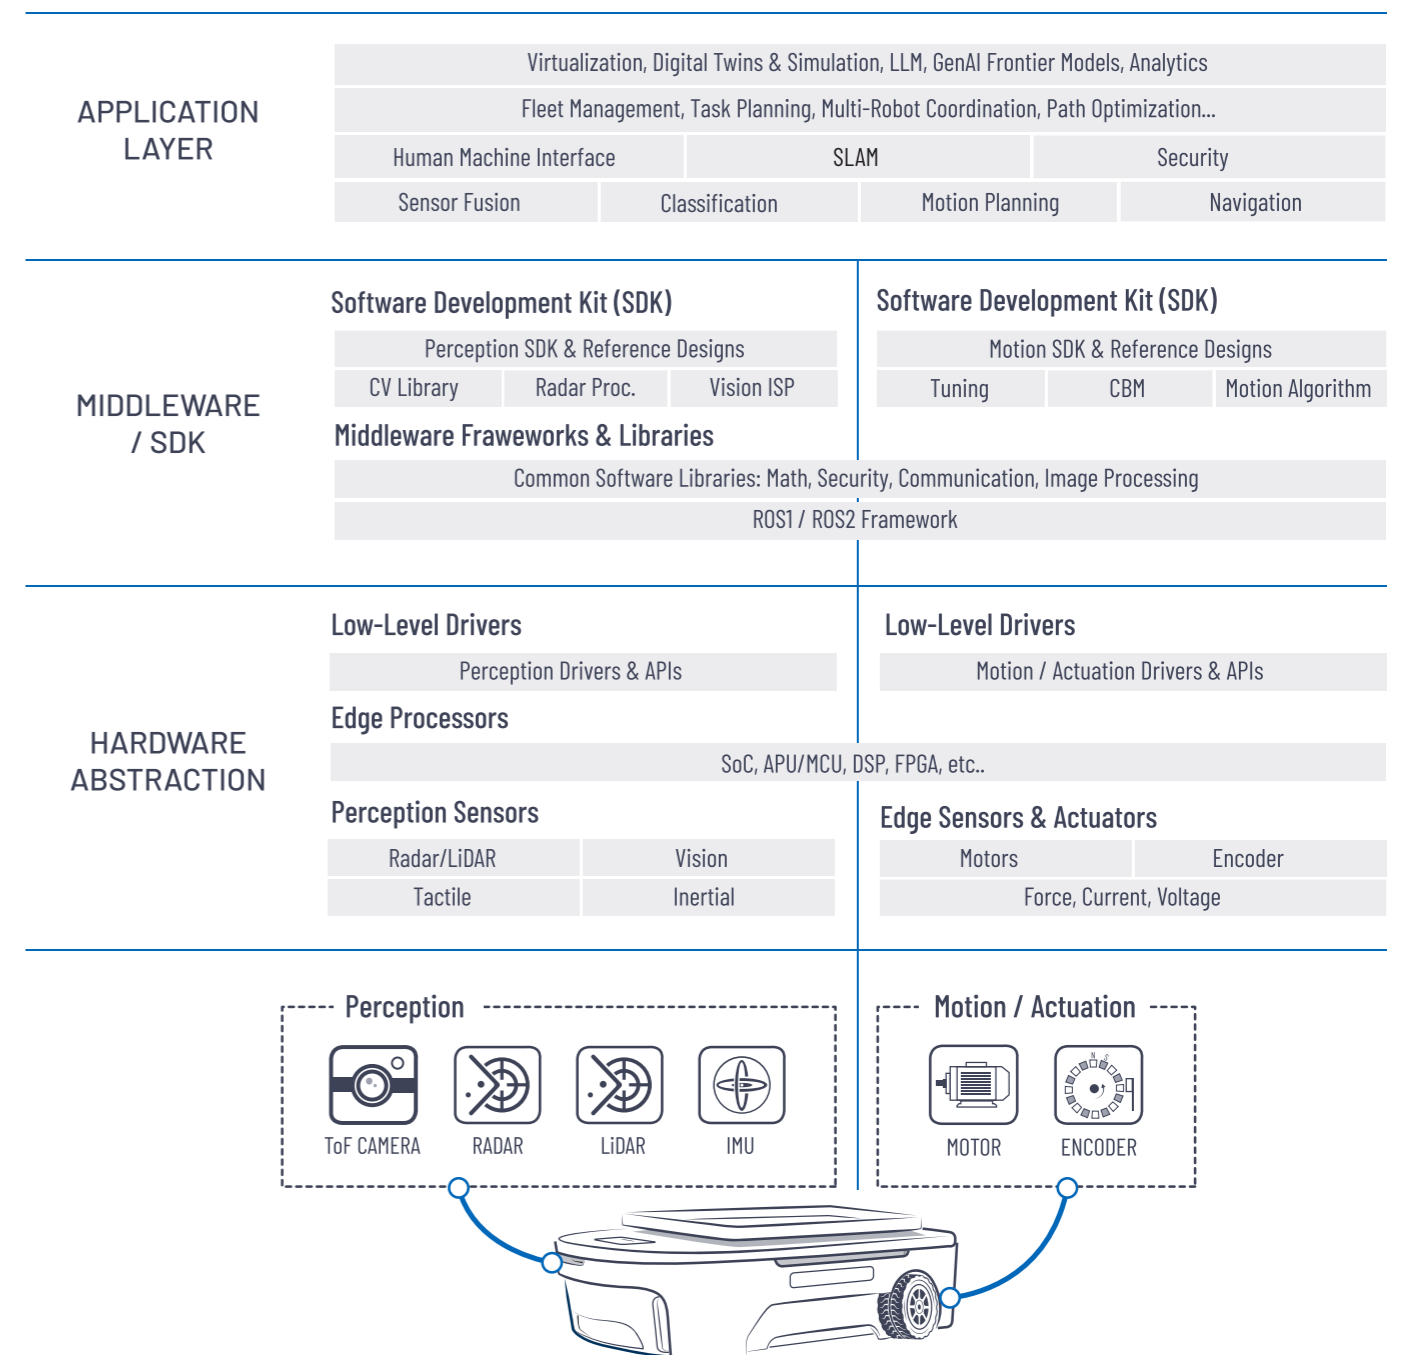 APPLICATION
LAYER
Virtualization, Digital Twins & Simulation, LLM, GenAI Frontier Models, Analytics
Fleet Management, Task Planning, Multi-Robot Coordination, Path Optimization...
Human Machine Interface
SLAM
Security
Sensor Fusion
Classification
Motion Planning
Navigation
MIDDLEWARE
/ SDK
Software Development Kit (SDK)
Perception SDK & Reference Designs
CV Library
Radar Proc.
Vision ISP
Software Development Kit (SDK)
Motion SDK & Reference Designs
Tuning
CBM
Motion Algorithm
Middleware Fraweworks & Libraries
Common Software Libraries: Math, Security, Communication, Image Processing
ROS1 / ROS2 Framework
HARDWARE
ABSTRACTION
Low-Level Drivers
Perception Drivers & APIs
Low-Level Drivers
Motion / Actuation Drivers & APIs
Edge Processors
SoC, APU/MCU, DSP, FPGA, etc..
Perception Sensors
Radar/LiDAR
Vision
Tactile
Inertial
Edge Sensors & Actuators
Motors
Encoder
Force, Current, Voltage
Perception
ToF CAMERA
RADAR
LiDAR
IMU
Motion / Actuation
MOTOR
N S
ENCODER